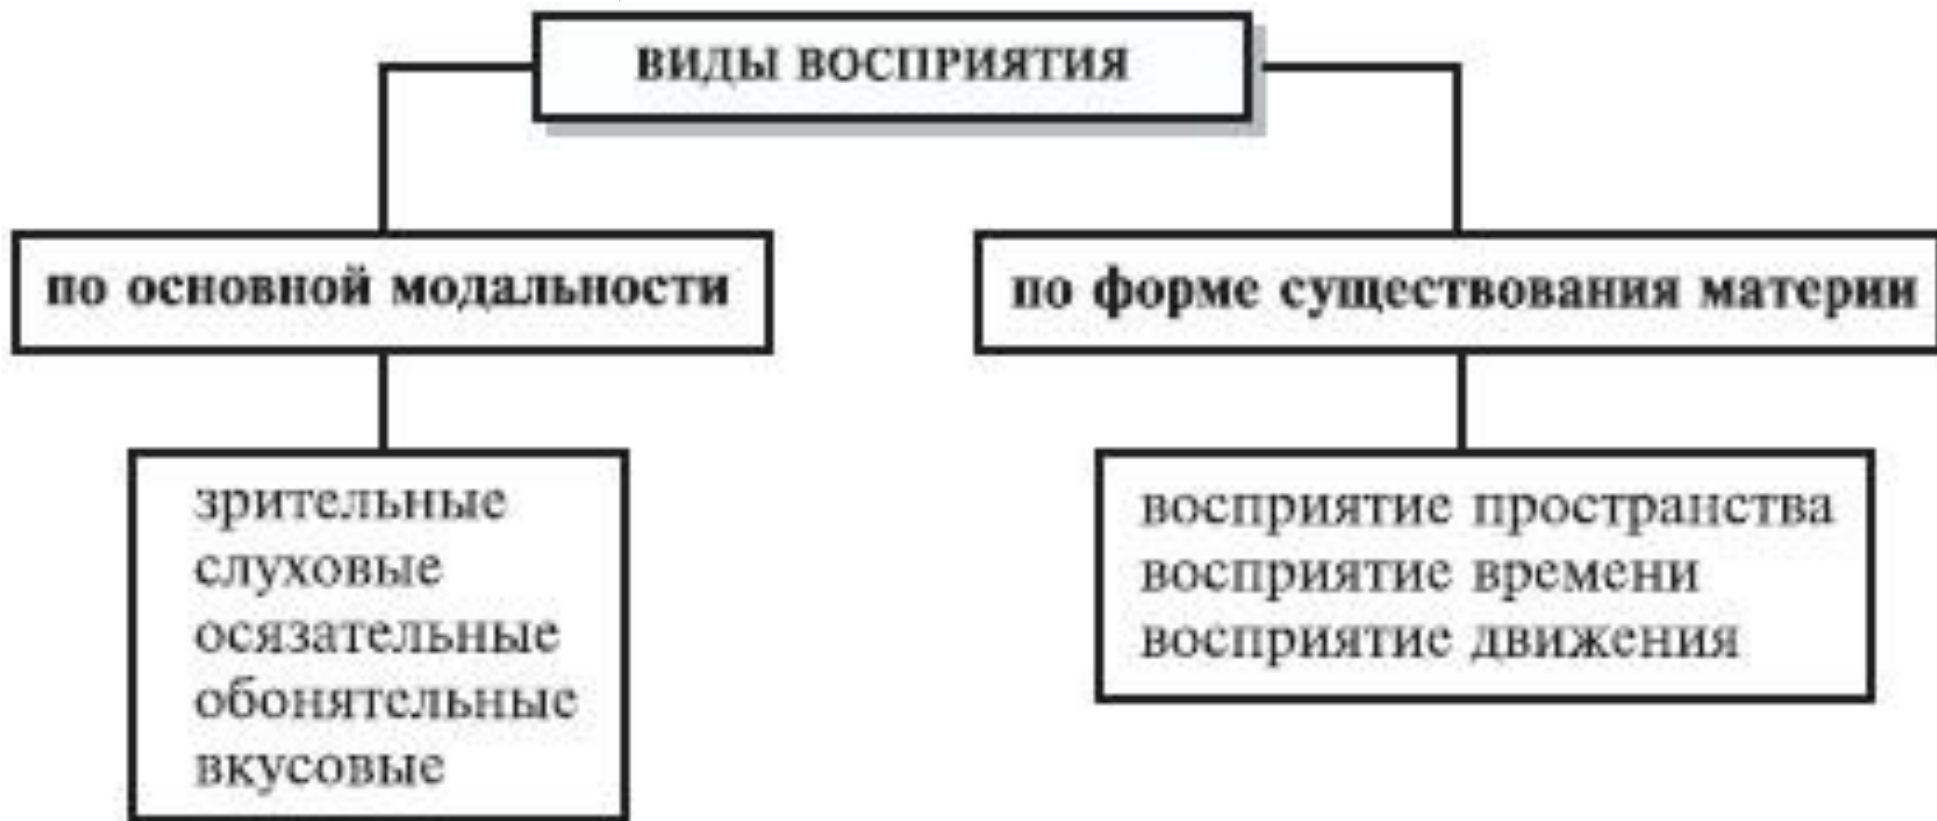 ВИДЫ ВОСПРИЯТИЯ
по основной модальности
зрительные
слуховые
осязательные
обонятельные
вкусовые
по форме существования материи
восприятие пространства
восприятие времени
восприятие движения